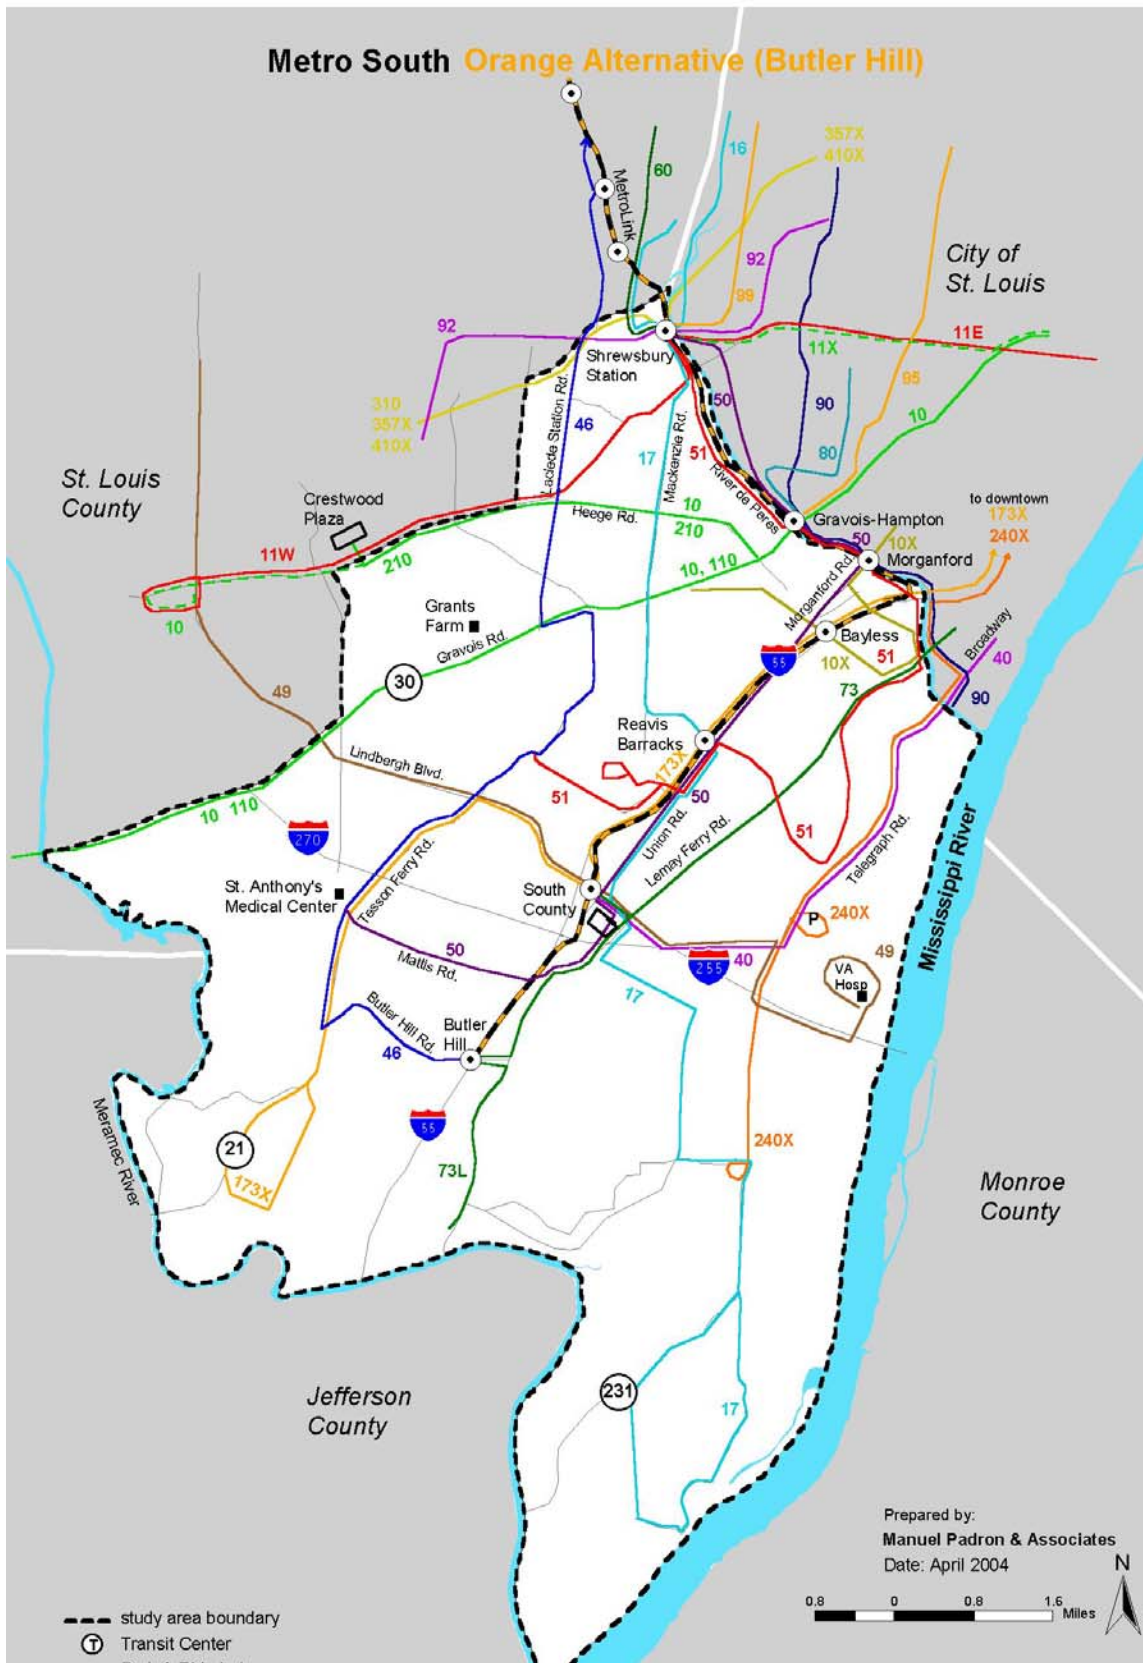 Metro South Orange Alternative (Butler Hill)
357X
410X
16
60
MetroLink
92
99
City of
St. Louis
92
11E
11X
Shrewsbury
Station
310
357X
410X
Laclede Station Rd.
46
50
90
95
10
80
17
Mackenzie Rd.
51
River de Peres
St. Louis
County
Crestwood
Plaza
10
210
Heege Rd.
Gravois-Hampton
to downtown
173X
240X
50
10X
Morganford
11W
210
10, 110
Morganford Rd.
Grants
Farm
Gravois Rd.
10
Bayless
Broadway
55
10X
51
40
30
49
73
90
Reavis
Barracks
Lindbergh Blvd.
173X
51
50
10 110
270
Union Rd.
Lemay Ferry Rd.
51
Telegraph Rd.
Mississippi River
Tesson Ferry Rd.
St. Anthony's
Medical Center
South
County
P
240X
50
Mattis Rd.
40
255
49
VA
Hosp
17
Butler Hill Rd.
Butler
Hill
46
Meramec River
55
21
173X
73L
240X
Monroe
County
Jefferson
County
231
17
Prepared by:
Manuel Padron & Associates
Date: April 2004
N
0.8 0 0.8 1.6
Miles
study area boundary
T Transit Center